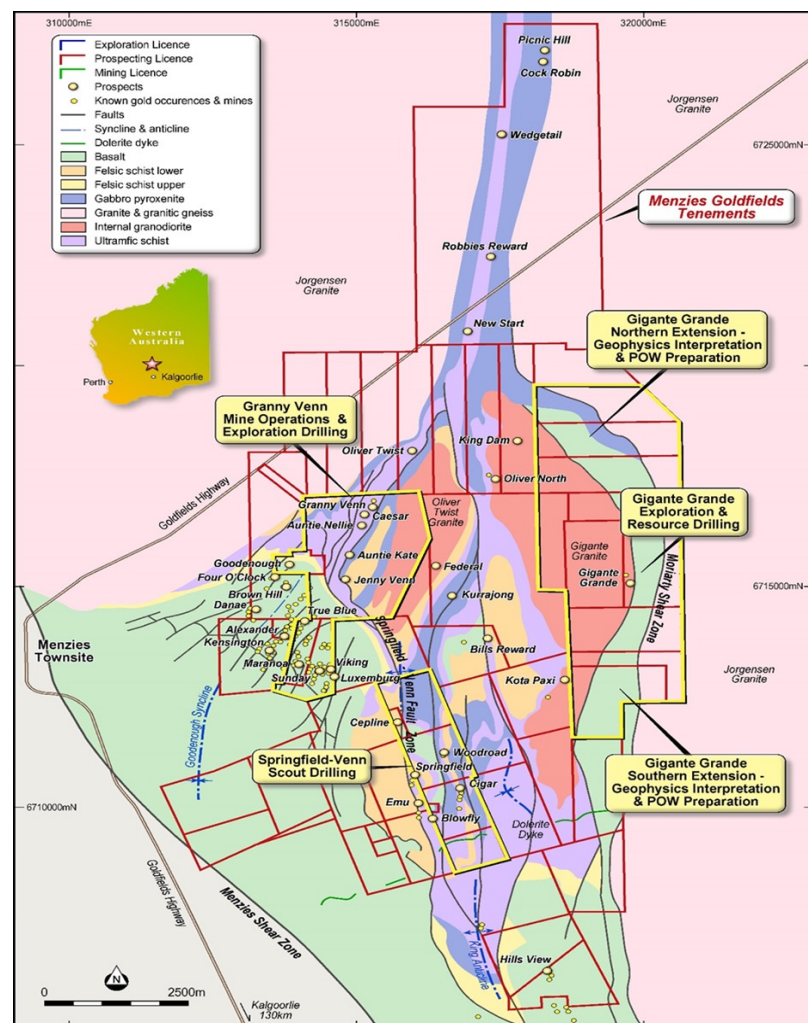 310000mE
315000mE
320000mE
Exploration Licence
Prospecting Licence
Mining Licence
Prospects
Known gold occurences & mines
Faults
Syncline & anticline
Dolerite dyke
Basalt
Felsic schist lower
Felsic schist upper
Gabbro pyroxenite
Granite & granitic gneiss
Internal granodiorite
Ultramfic schist
Picnic Hill
Cock Robin
Jorgensen
Granite
Wedgetail
6725000mN
Menzies Goldfields
Tenements
Robbies Reward
Jorgensen
Granite
New Start
Western
Australia
Perth
Kalgoorlie
Gigante Grande
Northern Extension -
Geophysics Interpretation
& POW Preparation
Granny Venn
Mine Operations &
Exploration Drilling
Goldfields Highway
Oliver Twist
King Dam
Oliver North
Gigante Grande
Exploration &
Resource Drilling
Granny Venn
Caesar
Auntie Nellie
Oliver
Twist
Granite
Gigante
Granite
Auntie Kate
Goodenough
Four O'Clock
Jenny Venn
Federal
Gigante
Grande
Moriarty Shear Zone
6715000mN
Brown Hill
Danae
True Blue
Kurrajong
Springfield Venn Fault Zone
Menzies
Townsite
Alexander
Kensington
Bills Reward
Maranoa
Viking
Sunday
Luxemburg
Kota Paxi
Jorgensen
Granite
Goodenough Syncline
Cepline
Woodroad
Springfield-Venn
Scout Drilling
Springfield
Cigar
Gigante Grande
Southern Extension -
Geophysics Interpretation
& POW Preparation
Emu
Blowfly
6710000mN
Dolerite
Dyke
Goldfields Highway
Menzies Shear Zone
King Anticline
Hills View
N
0
2500m
Kalgoorlie
130km